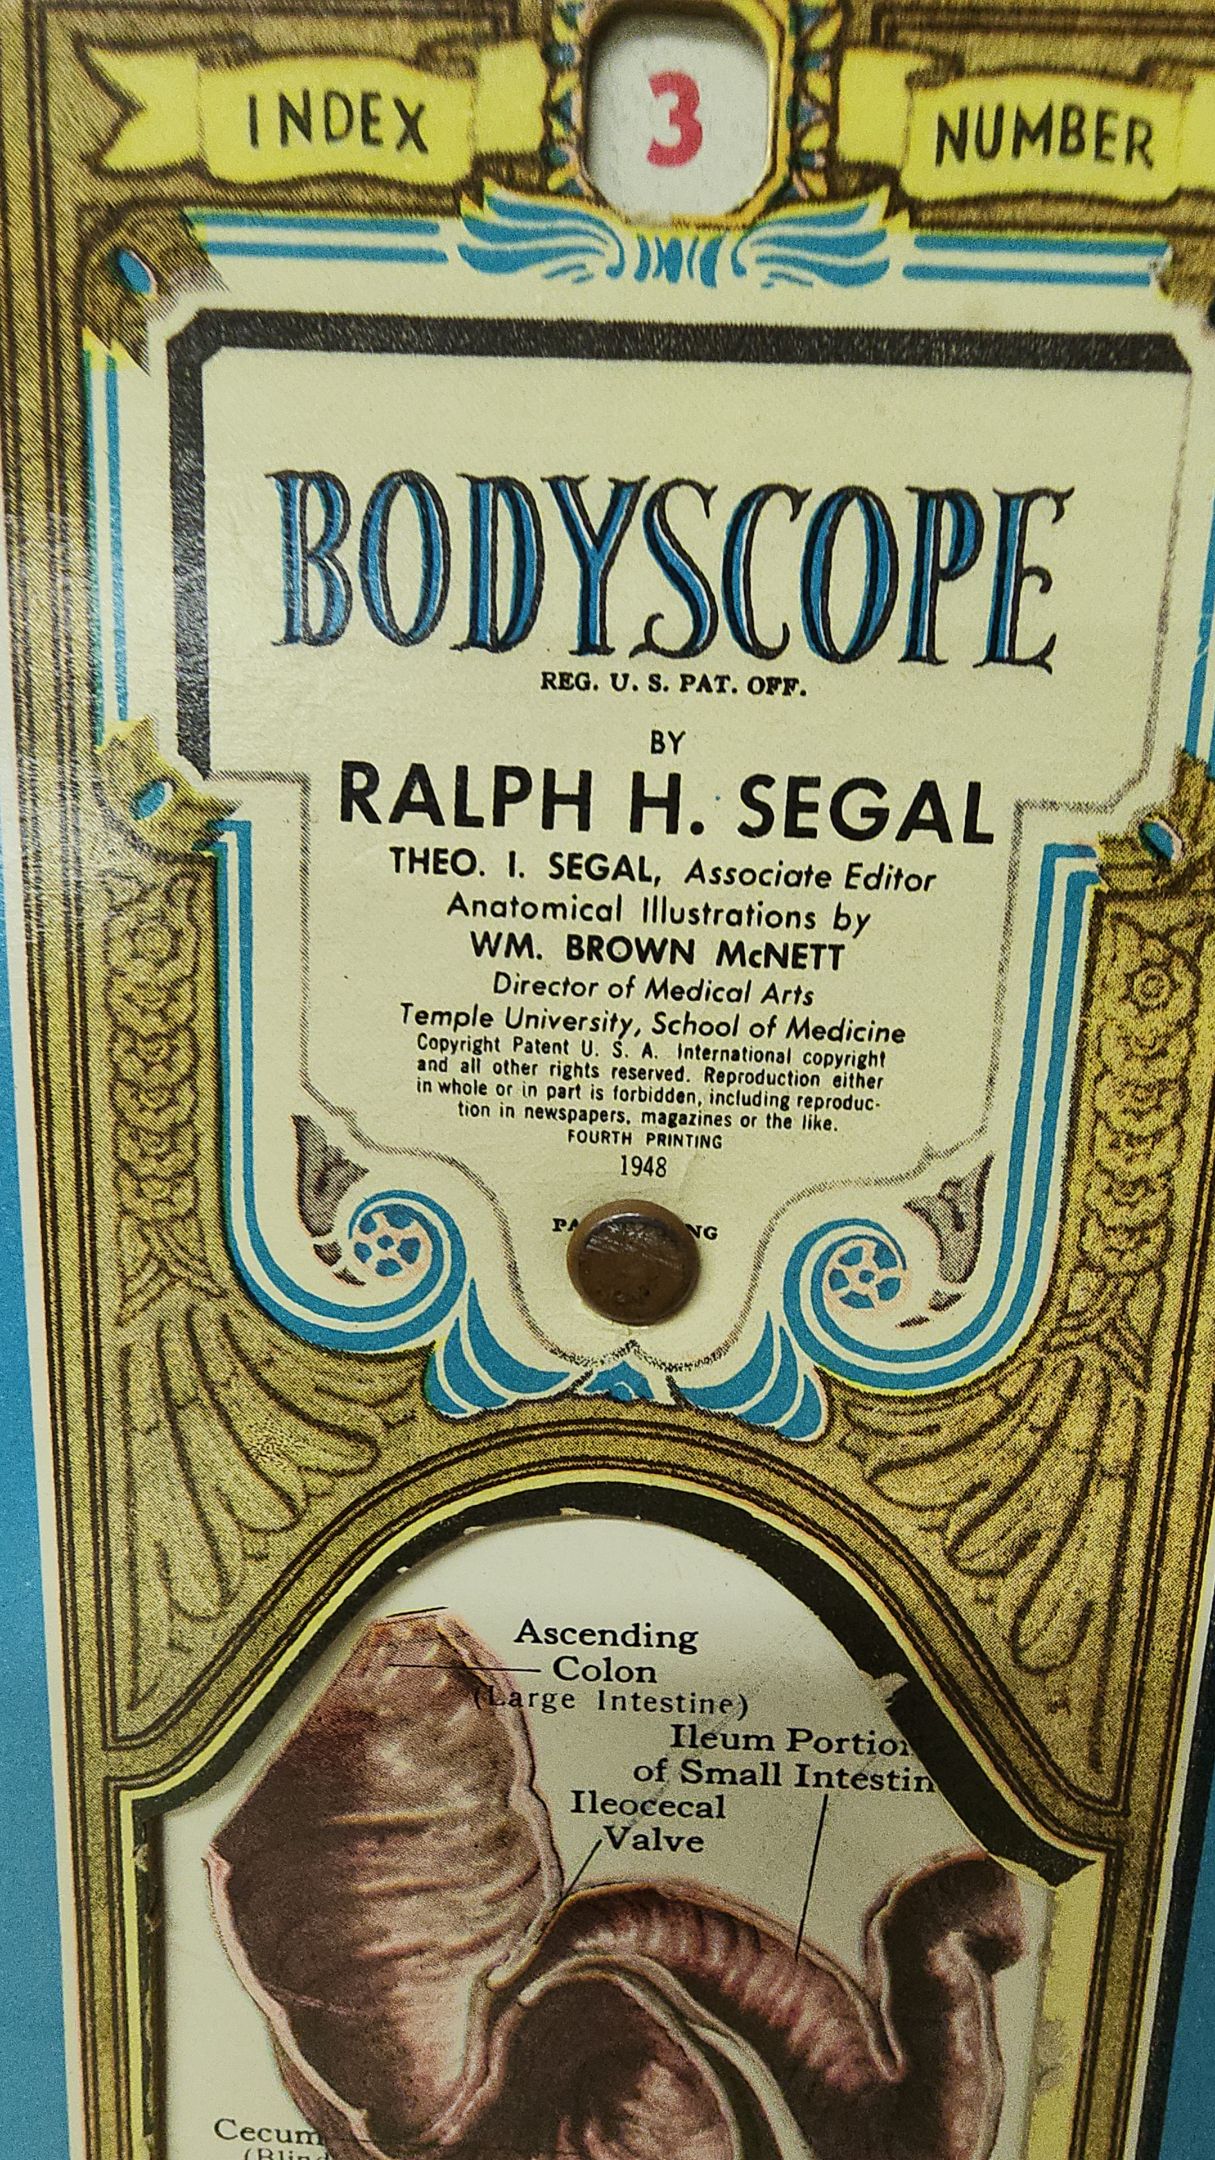 INDEX 3 NUMBER
BODYSCOPE
REG. U. S. PAT. OFF.
BY
RALPH H. SEGAL
THEO. I. SEGAL, Associate Editor
Anatomical Illustrations by
WM. BROWN McNETT
Director of Medical Arts
Temple University, School of Medicine
Copyright Patent U. S. A. International copyright
and all other rights reserved. Reproduction either
in whole or in part is forbidden, including reproduc-
tion in newspapers, magazines or the like.
FOURTH PRINTING
1948
Ascending
Colon
(Large Intestine)
Ileum Portion
of Small Intestin
Ileocecal
Valve
Cecum